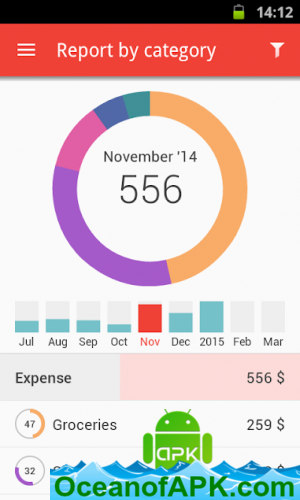 14:12
Report by category
November '14
556
Jul Aug Sep Oct Nov Dec 2015 Feb Mar
Expense 556 $
47 Groceries 259 $
APK
32
OceanofAPK.com